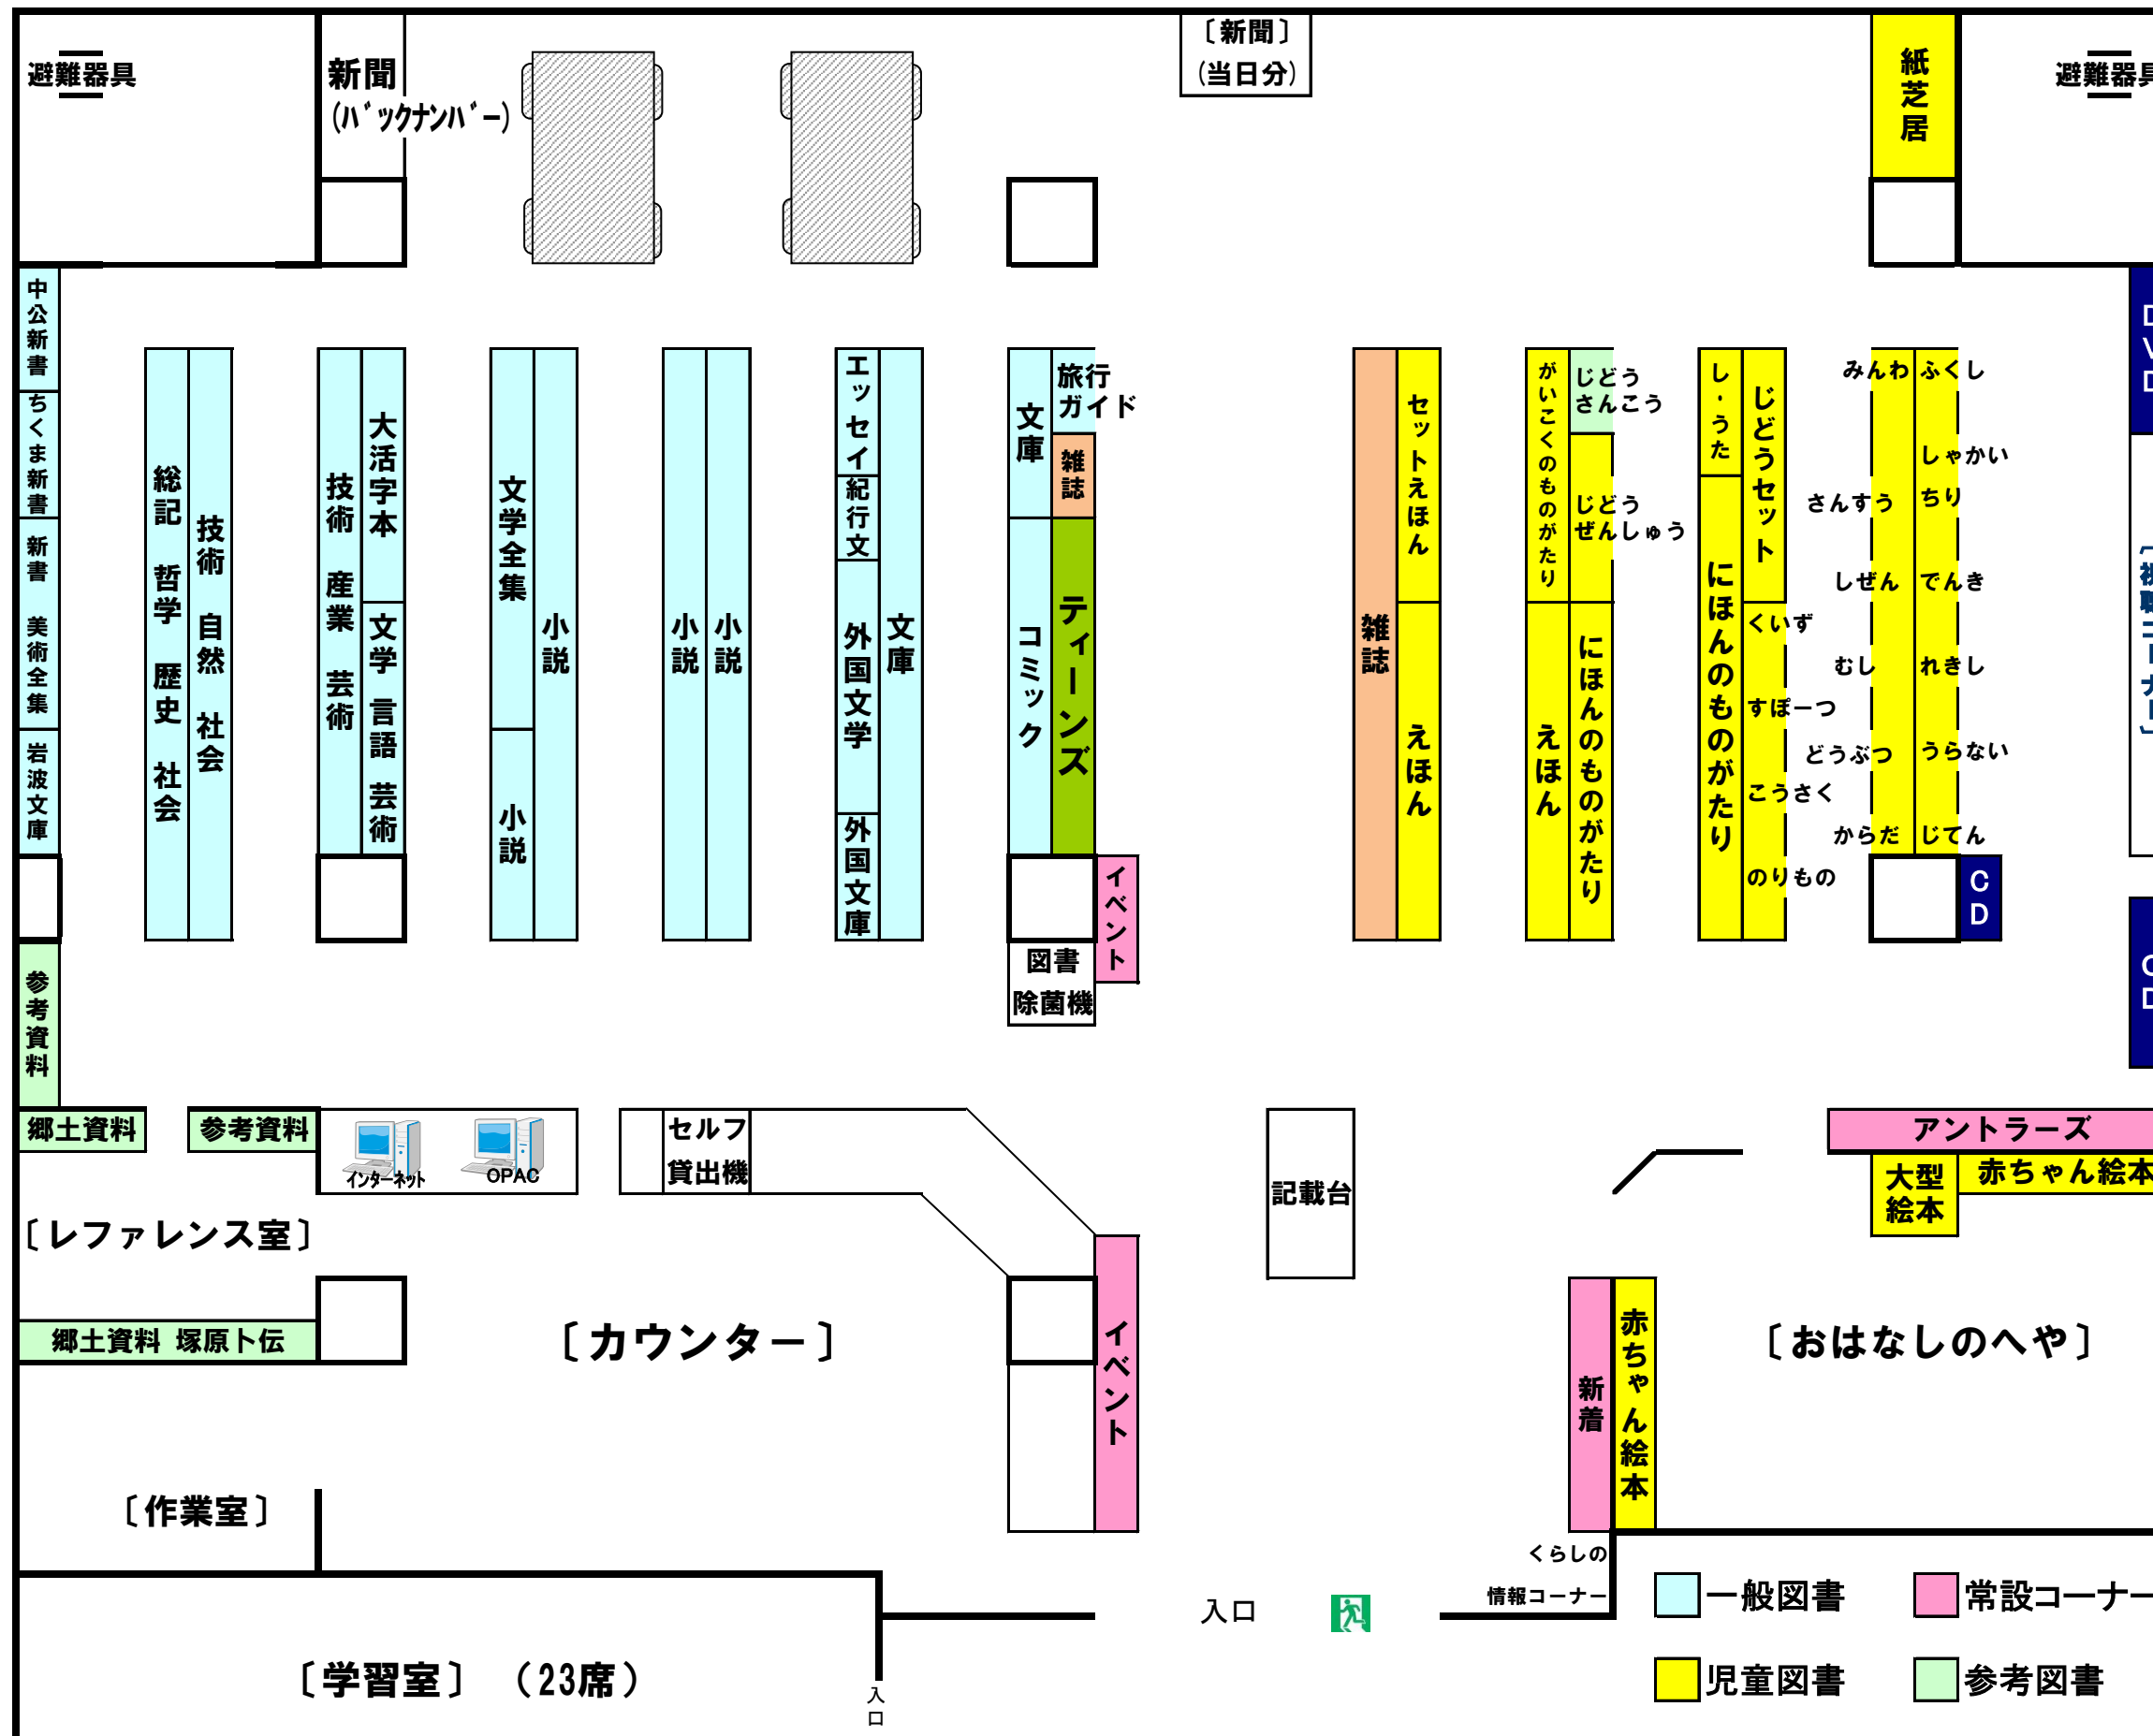 避難器具
新聞
(バックナンバー)
〔新聞〕
(当日分)
紙芝居
避難器具
中公新書
ちくま新書
新書 美術全集
岩波文庫
参考資料
総記 哲学 歴史 社会
技術 自然 社会
技術 産業 芸術
大活字本
文学 言語 芸術
文学全集
小説
小説
小説
小説
エッセイ
紀行文
外国文学
外国文庫
文庫
文庫
コミック
旅行
ガイド
雑誌
ティーンズ
イベント
図書
除菌機
雑誌
セットえほん
えほん
がいこくのものがたり
えほん
じどう
さんこう
じどう
ぜんしゅう
にほんのものがたり
し・うた
にほんのものがたり
じどうセット
くいず
すぽーつ
こうさく
のりもの
みんわ
さんすう
しぜん
むし
どうぶつ
からだ
ふくし
しゃかい
ちり
でんき
れきし
うらない
じてん
CD
DVD
〔視聴コーナー〕
CD
郷土資料
参考資料
インターネット
OPAC
セルフ
貸出機
記載台
アントラーズ
大型
絵本
赤ちゃん絵本
〔レファレンス室〕
郷土資料 塚原卜伝
〔カウンター〕
イベント
新着
赤ちゃん絵本
〔おはなしのへや〕
〔作業室〕
くらしの
情報コーナー
入口
〔学習室〕 (23席)
入口
一般図書
常設コーナー
児童図書
参考図書